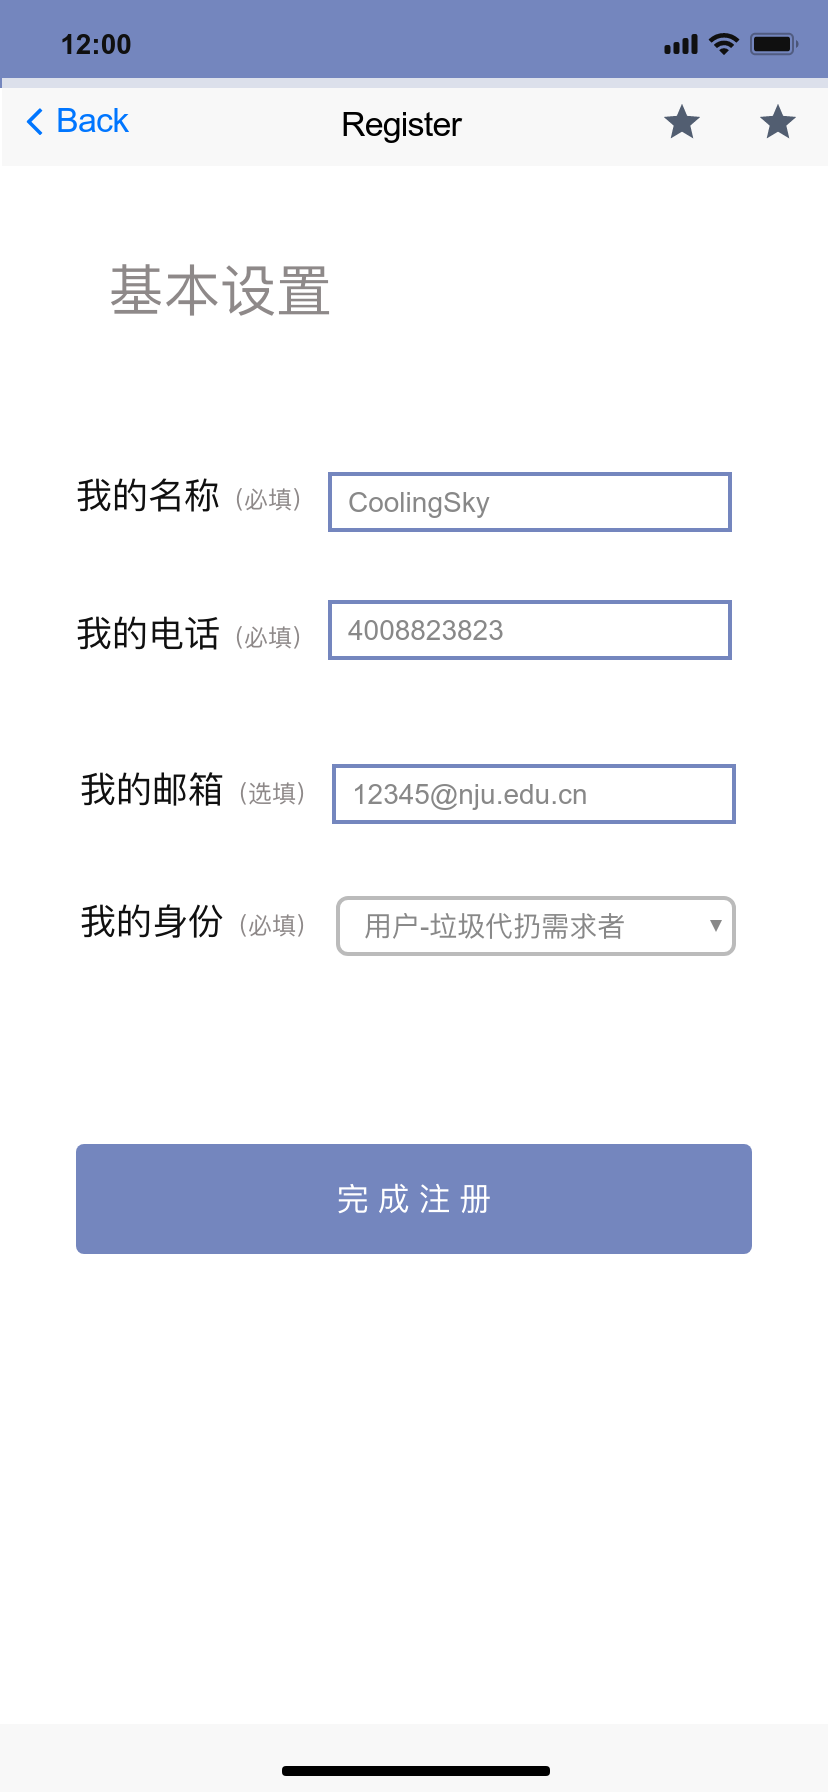 12:00
Back
Register
基本设置
我的名称（必填）
CoolingSky
我的电话（必填）
4008823823
我的邮箱（选填）
12345@nju.edu.cn
我的身份（必填）
用户-垃圾代扔需求者
完成注册